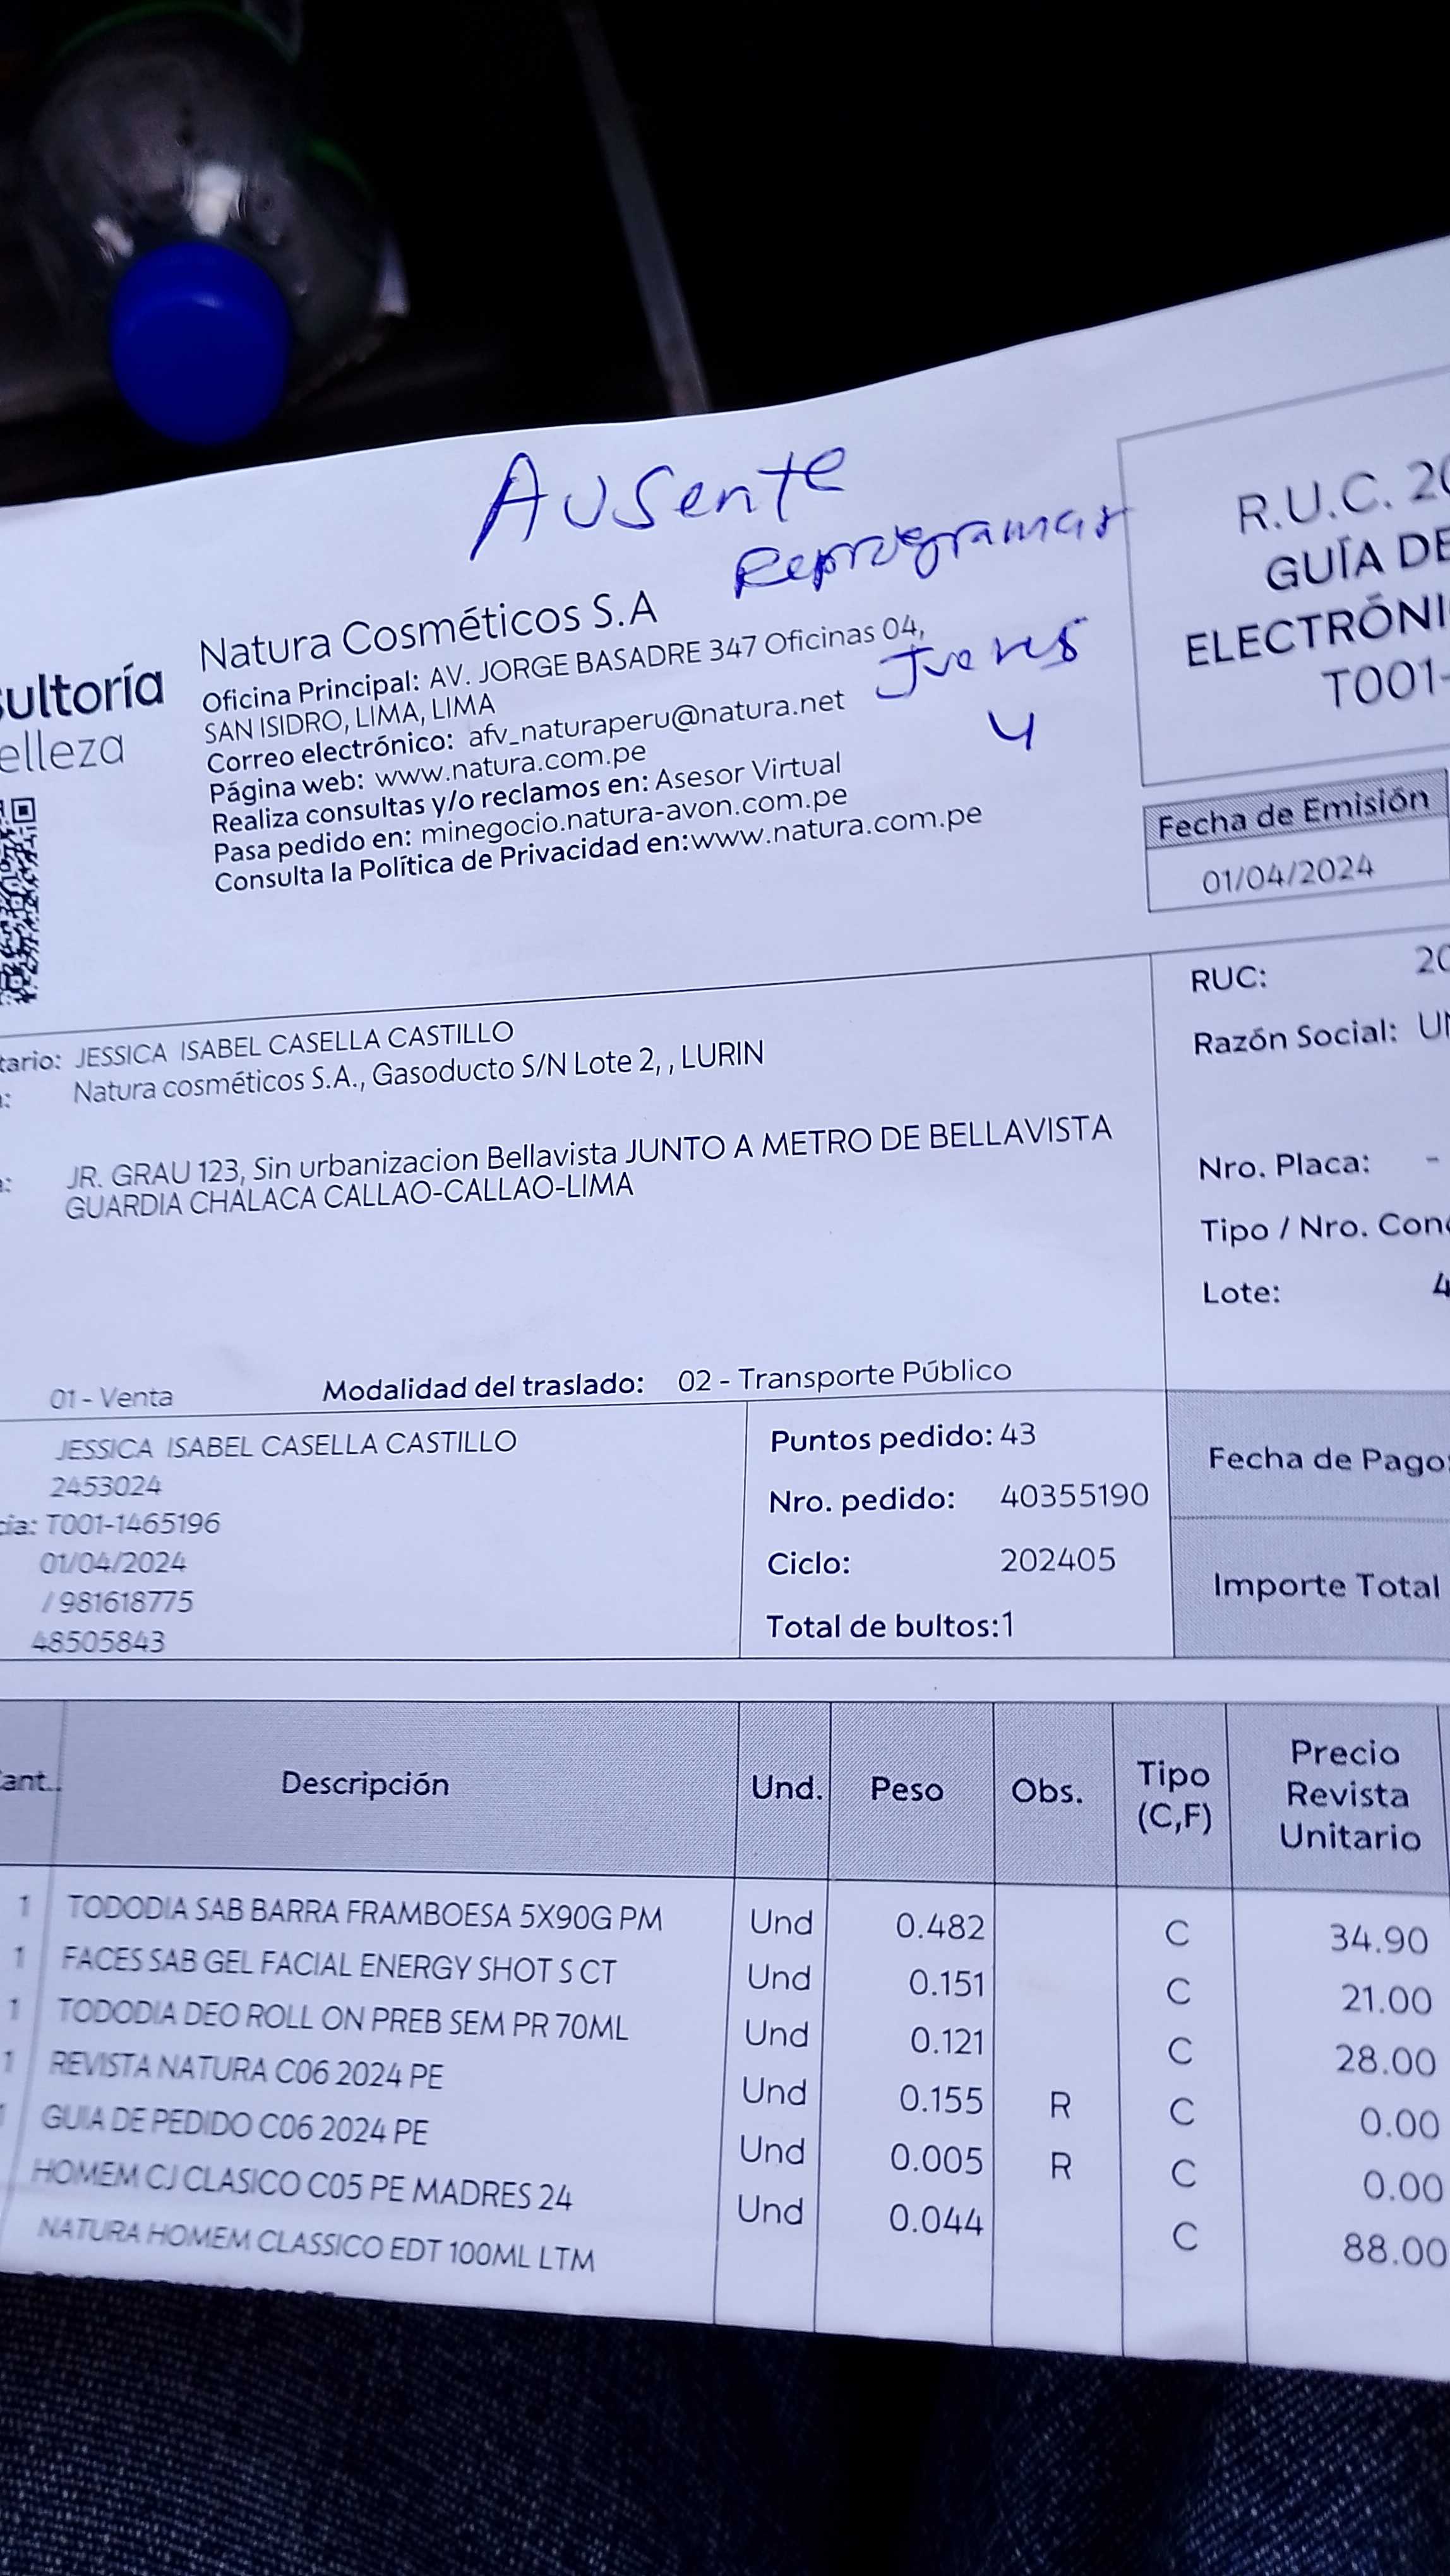 Ausente
Reprogramar
Jueves
4
R.U.C. 20
GUÍA DE
ELECTRÓNI
T001-
sultoría
elleza
Natura Cosméticos S.A
Oficina Principal: AV. JORGE BASADRE 347 Oficinas 04,
SAN ISIDRO, LIMA, LIMA
Correo electrónico: afv_naturaperu@natura.net
Página web: www.natura.com.pe
Realiza consultas y/o reclamos en: Asesor Virtual
Pasa pedido en: minegocio.natura-avon.com.pe
Consulta la Política de Privacidad en:www.natura.com.pe
Fecha de Emisión
01/04/2024
tario: JESSICA ISABEL CASELLA CASTILLO
Natura cosméticos S.A., Gasoducto S/N Lote 2, , LURIN
JR. GRAU 123, Sin urbanizacion Bellavista JUNTO A METRO DE BELLAVISTA
GUARDIA CHALACA CALLAO-CALLAO-LIMA
RUC: 20
Razón Social: UN
Nro. Placa: -
Tipo / Nro. Con
Lote: 4
01 - Venta Modalidad del traslado: 02 - Transporte Público
JESSICA ISABEL CASELLA CASTILLO
2453024
cia: T001-1465196
01/04/2024
/ 981618775
48505843
Puntos pedido: 43
Nro. pedido: 40355190
Ciclo: 202405
Total de bultos:1
Fecha de Pago:
Importe Total
Cant. Descripción Und. Peso Obs. Tipo (C,F) Precio Revista Unitario
1 TODODIA SAB BARRA FRAMBOESA 5X90G PM Und 0.482 C 34.90
1 FACES SAB GEL FACIAL ENERGY SHOT S CT Und 0.151 C 21.00
1 TODODIA DEO ROLL ON PREB SEM PR 70ML Und 0.121 C 28.00
1 REVISTA NATURA C06 2024 PE Und 0.155 R C 0.00
1 GUIA DE PEDIDO C06 2024 PE Und 0.005 R C 0.00
HOMEM CJ CLASICO C05 PE MADRES 24 Und 0.044 C 88.00
NATURA HOMEM CLASSICO EDT 100ML LTM